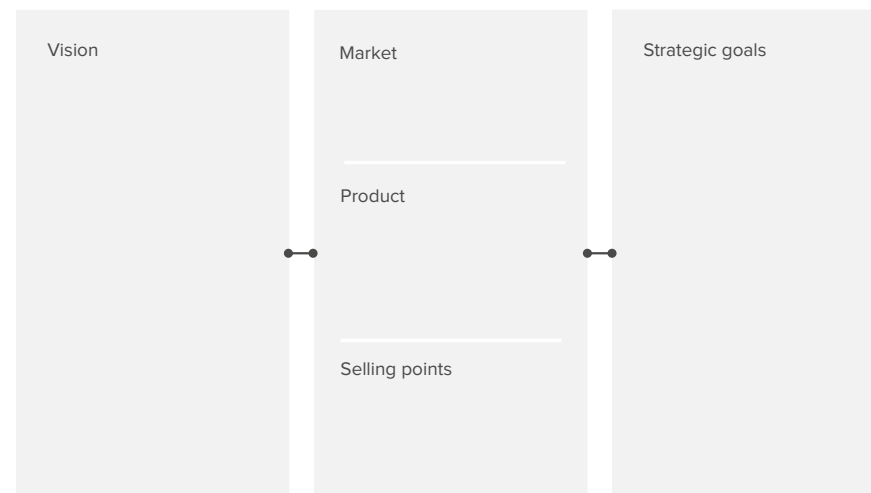 Vision
Market
Product
Selling points
Strategic goals